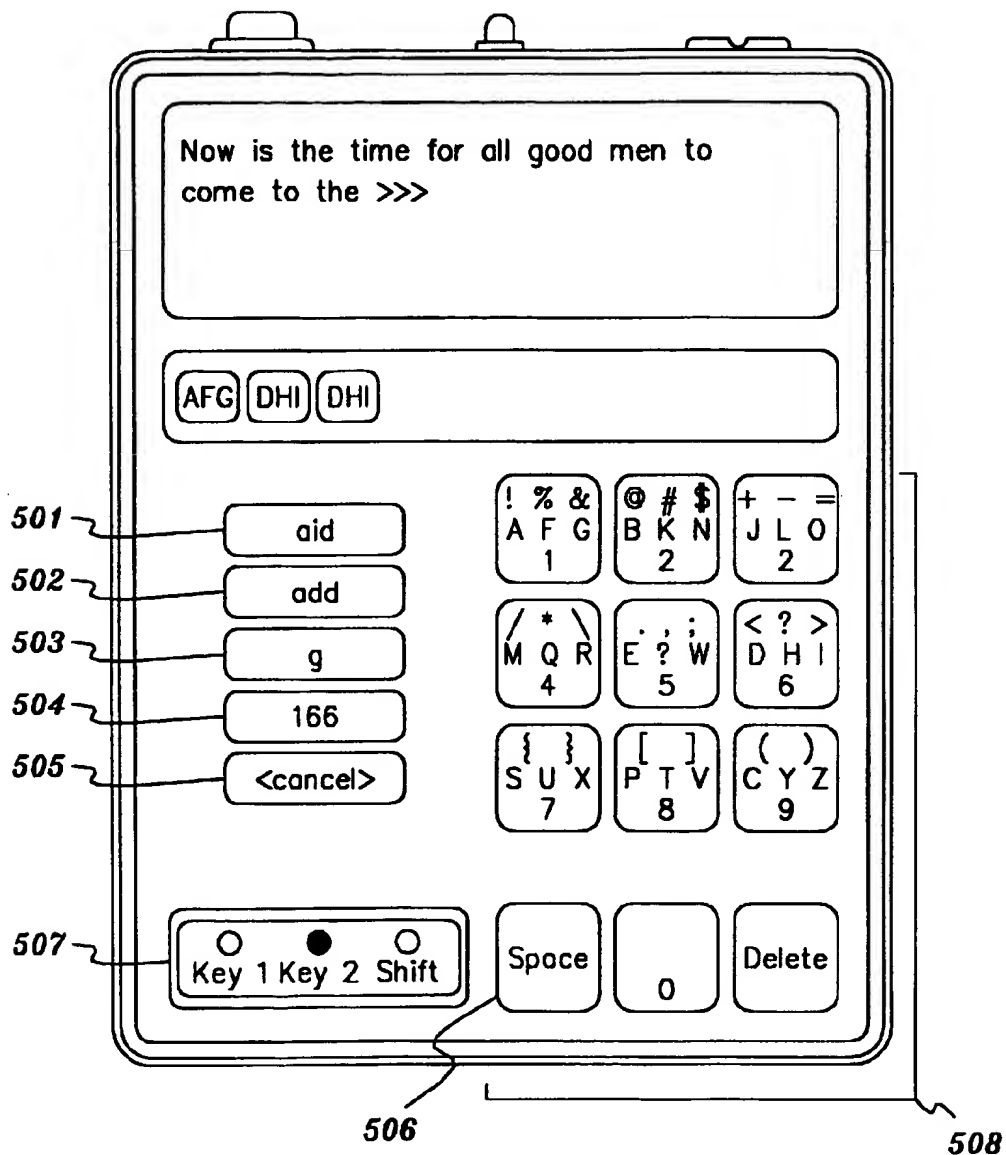 Now is the time for all good men to
come to the >>>
AFG DHI DHI
501 aid
502 add
503 g
504 166
505 <cancel>
! % & @ # $ + - =
A F G B K N J L O
1 2 2
/ * \ . , ; < ? >
M Q R E ? W D H I
4 5 6
{ } [ ] ( )
S U X P T V C Y Z
7 8 9
507 Key 1 Key 2 Shift
Space 0 Delete
506
508